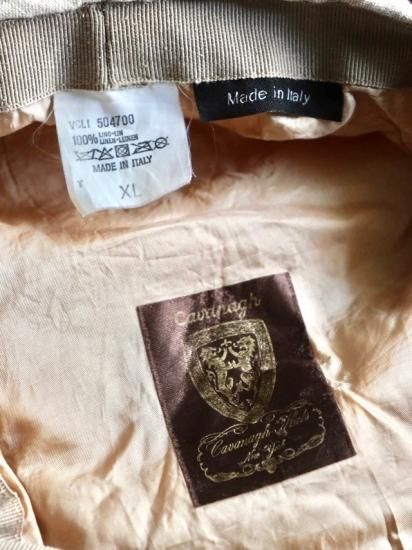 VCLI 504700
100% LINO-LIN
LINEN-LEINEN
MADE IN ITALY
XL
Made in Italy
Cavanagh
Cavanagh Hats